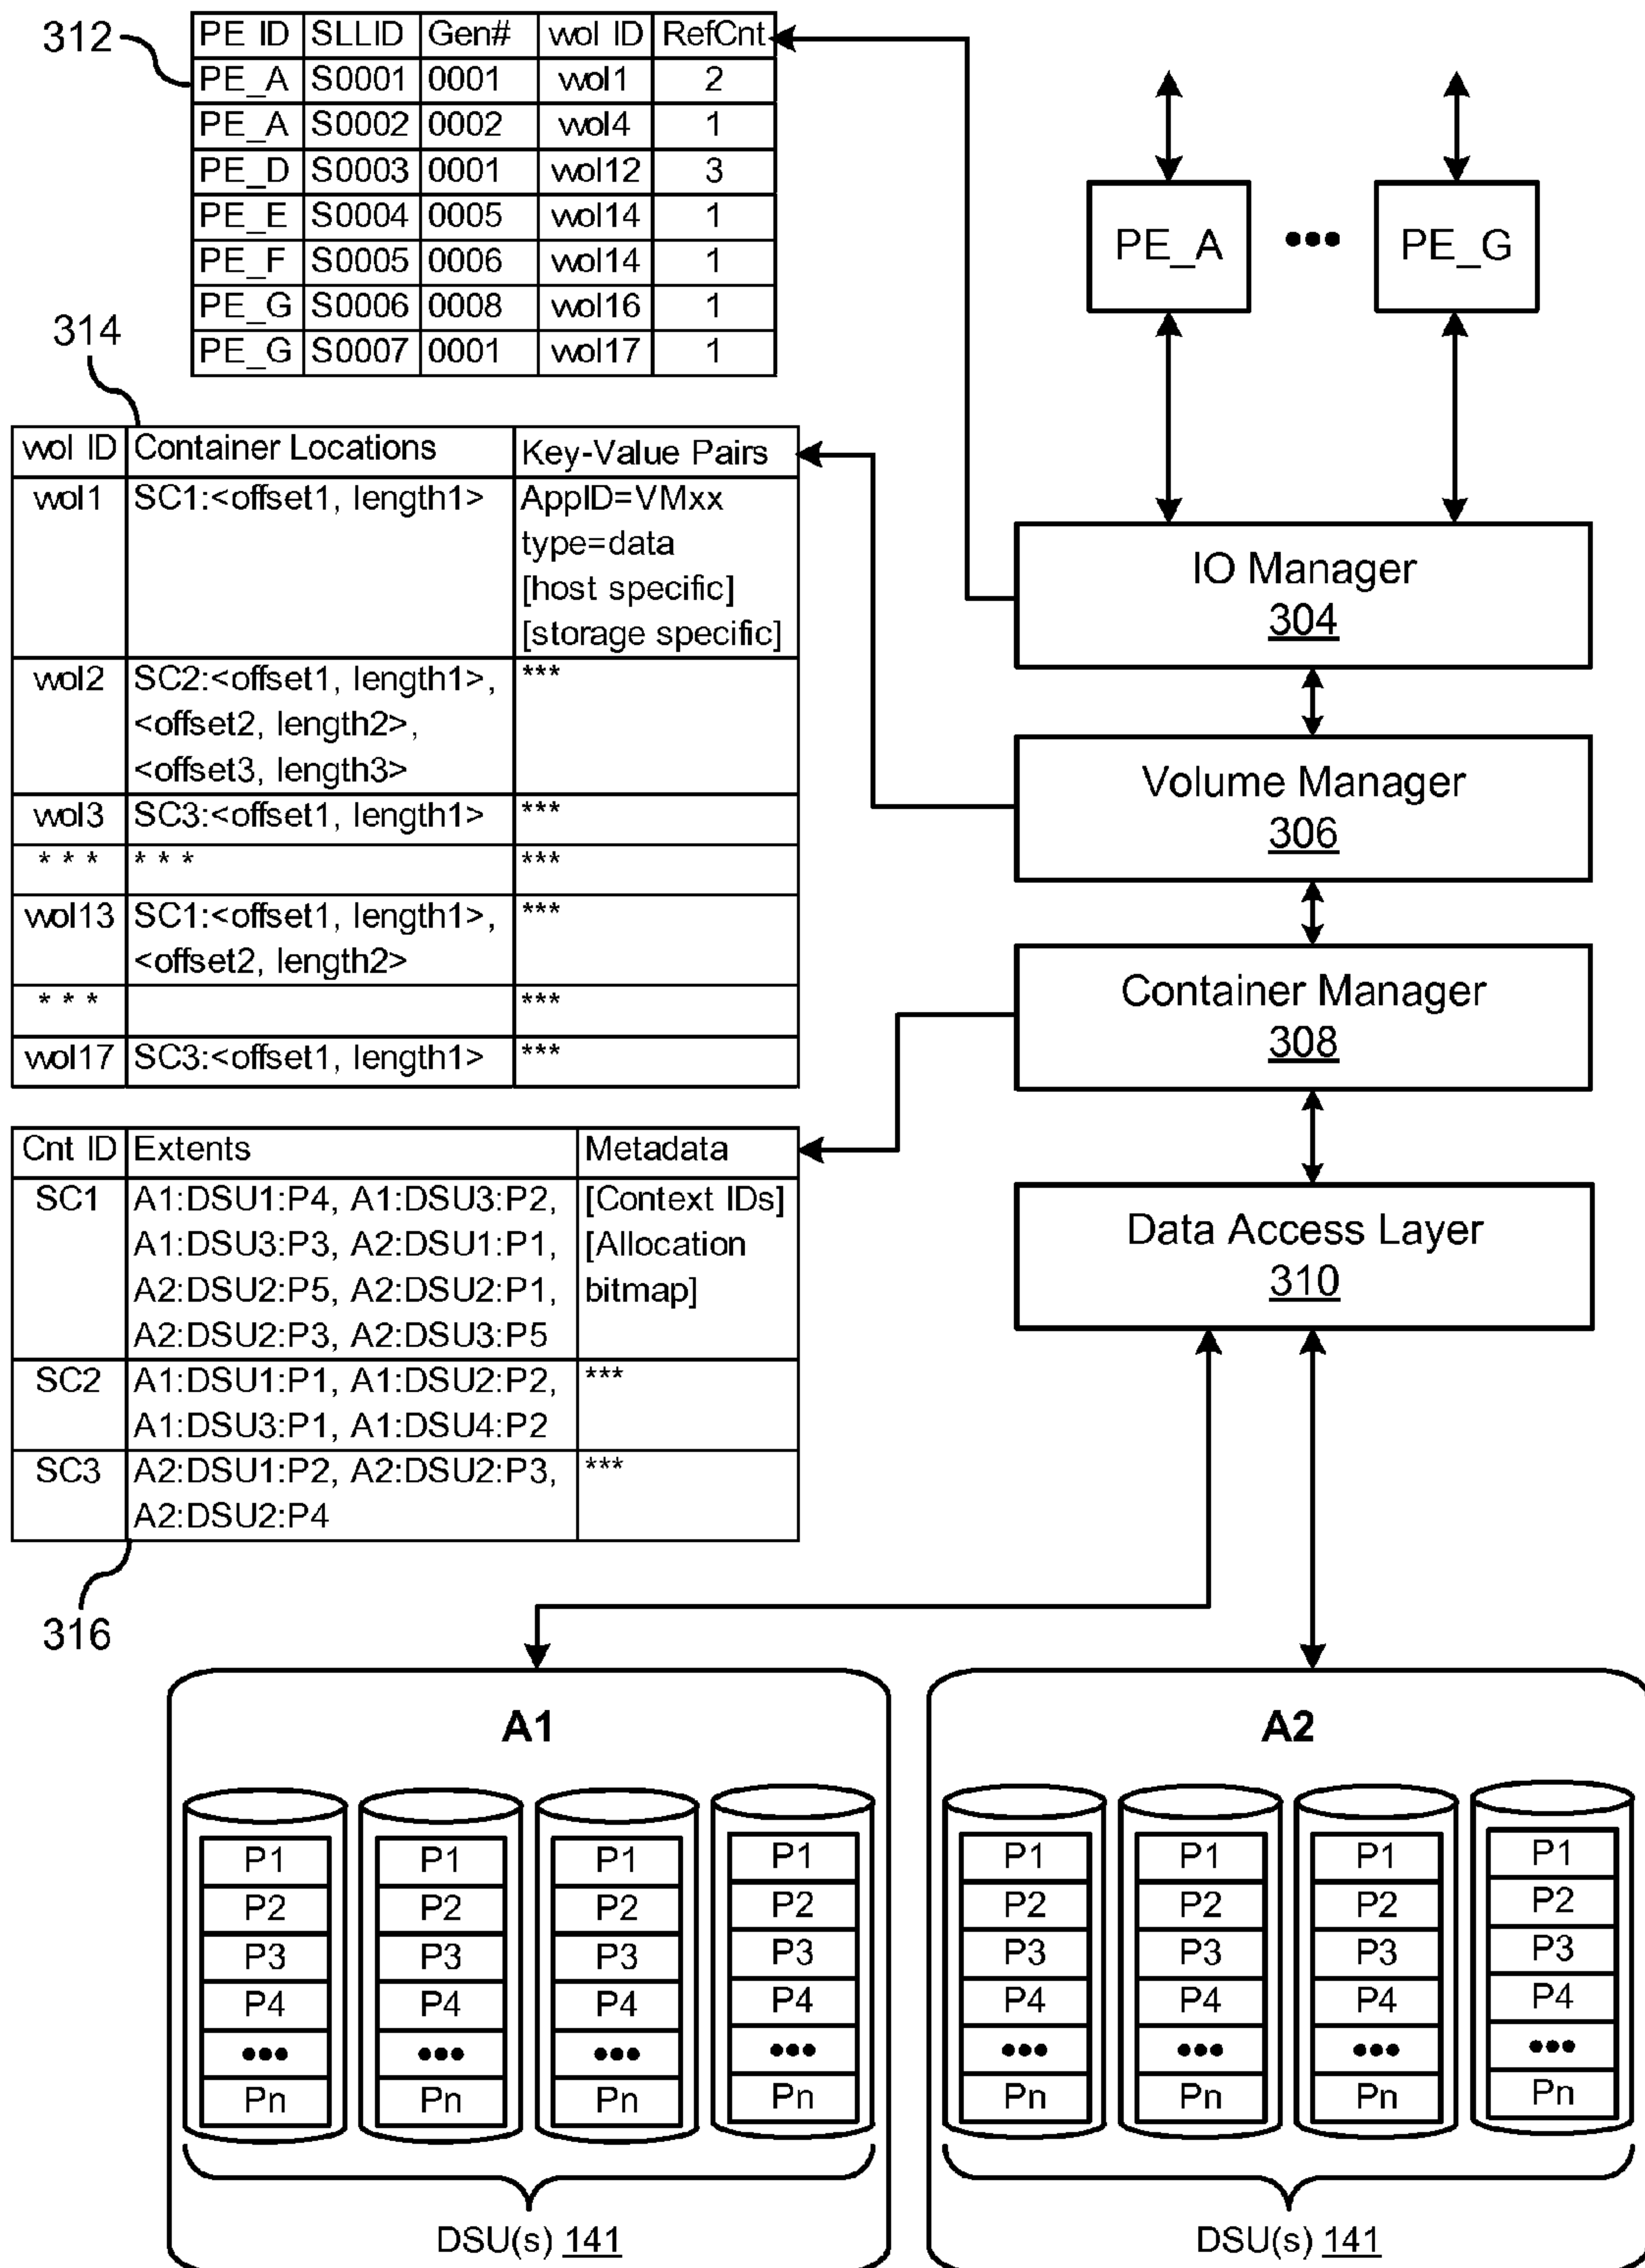 312
PE ID SLLID Gen# vvol ID RefCnt
PE_A S0001 0001 vvol1 2
PE_A S0002 0002 vvol4 1
PE_D S0003 0001 vvol12 3
PE_E S0004 0005 vvol14 1
PE_F S0005 0006 vvol14 1
PE_G S0006 0008 vvol16 1
PE_G S0007 0001 vvol17 1
PE_A ••• PE_G
314
vvol ID Container Locations Key-Value Pairs
vvol1 SC1:<offset1, length1> AppID=VMxx
type=data
[host specific]
[storage specific]
vvol2 SC2:<offset1, length1>, ***
<offset2, length2>,
<offset3, length3>
vvol3 SC3:<offset1, length1> ***
* * * * * * ***
vvol13 SC1:<offset1, length1>, ***
<offset2, length2>
* * * ***
vvol17 SC3:<offset1, length1> ***
IO Manager
304
Volume Manager
306
Container Manager
308
Data Access Layer
310
Cnt ID Extents Metadata
SC1 A1:DSU1:P4, A1:DSU3:P2, [Context IDs]
A1:DSU3:P3, A2:DSU1:P1, [Allocation
A2:DSU2:P5, A2:DSU2:P1, bitmap]
A2:DSU2:P3, A2:DSU3:P5
SC2 A1:DSU1:P1, A1:DSU2:P2, ***
A1:DSU3:P1, A1:DSU4:P2
SC3 A2:DSU1:P2, A2:DSU2:P3, ***
A2:DSU2:P4
316
A1
P1 P1 P1 P1
P2 P2 P2 P2
P3 P3 P3 P3
P4 P4 P4 P4
••• ••• ••• •••
Pn Pn Pn Pn
DSU(s) 141
A2
P1 P1 P1 P1
P2 P2 P2 P2
P3 P3 P3 P3
P4 P4 P4 P4
••• ••• ••• •••
Pn Pn Pn Pn
DSU(s) 141